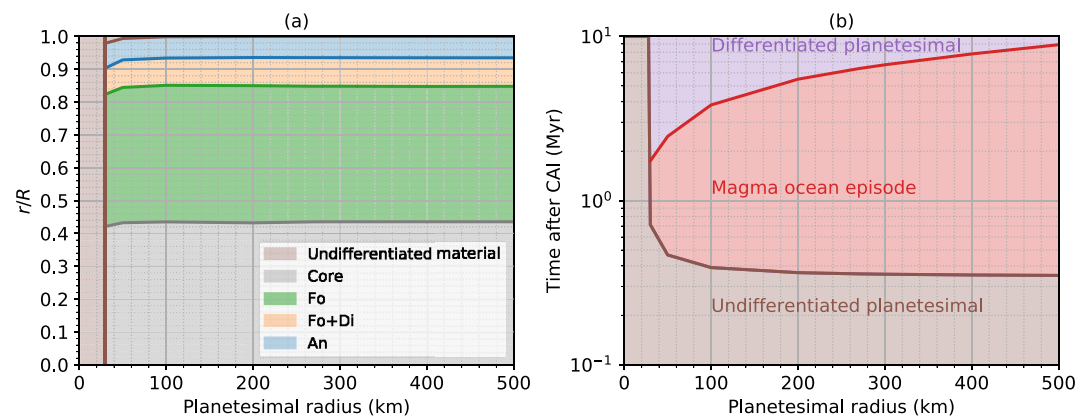 (a)
1.0
0.9
0.8
0.7
0.6
0.5
0.4
0.3
0.2
0.1
0.0
r/R
Undifferentiated material
Core
Fo
Fo+Di
An
0 100 200 300 400 500
Planetesimal radius (km)
(b)
10^1
10^0
10^-1
Time after CAI (Myr)
Differentiated planetesimal
Magma ocean episode
Undifferentiated planetesimal
0 100 200 300 400 500
Planetesimal radius (km)